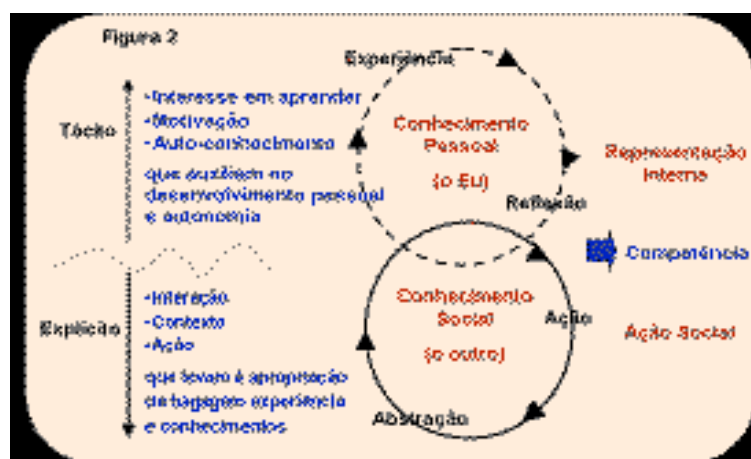 Figura 2
Experiência
Tácito
-Interesse em aprender
-Motivação
-Auto-conhecimento
que auxiliem no
desenvolvimento pessoal
e autonomia
Conhecimento
Pessoal
(o EU)
Reflexão
Representação
Interna
Competência
Explícito
-Interação
-Contexto
-Ação
que levam à apropriação
da bagagem experiência
e conhecimentos
Conhecimento
Social
(o outro)
Ação
Abstração
Ação Social